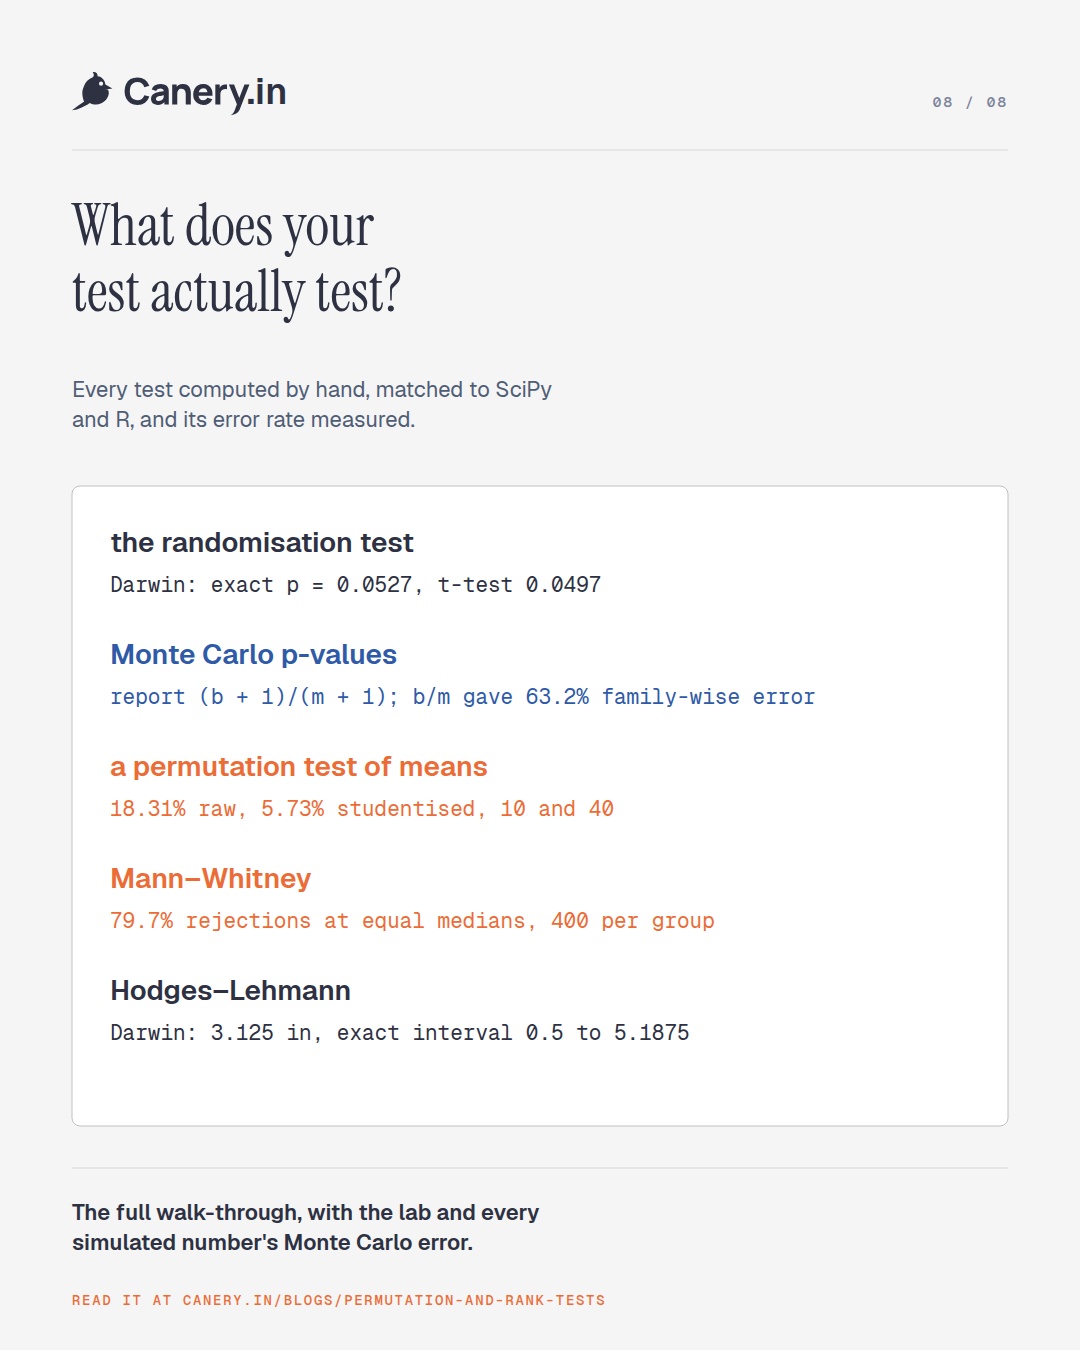 Canery.in
08 / 08
What does your
test actually test?
Every test computed by hand, matched to SciPy
and R, and its error rate measured.
the randomisation test
Darwin: exact p = 0.0527, t-test 0.0497
Monte Carlo p-values
report (b + 1)/(m + 1); b/m gave 63.2% family-wise error
a permutation test of means
18.31% raw, 5.73% studentised, 10 and 40
Mann–Whitney
79.7% rejections at equal medians, 400 per group
Hodges–Lehmann
Darwin: 3.125 in, exact interval 0.5 to 5.1875
The full walk-through, with the lab and every
simulated number's Monte Carlo error.
READ IT AT CANERY.IN/BLOGS/PERMUTATION-AND-RANK-TESTS